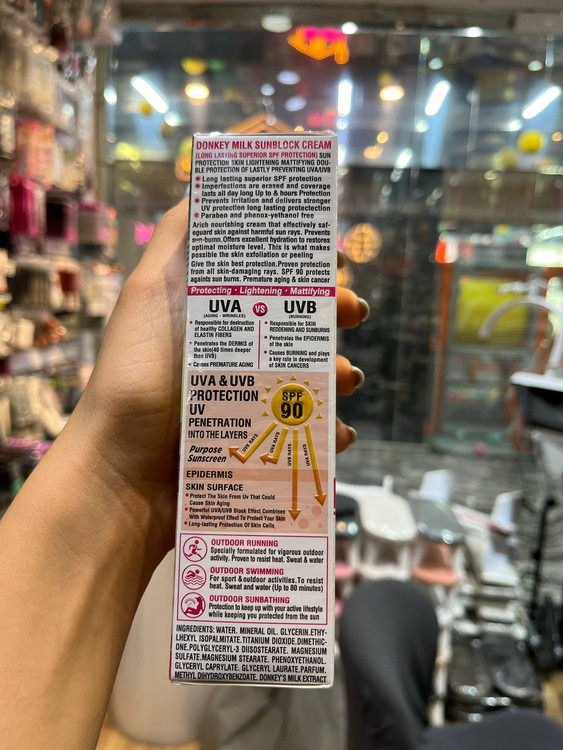 DONKEY MILK SUNBLOCK CREAM
(LONG LASTING SUPERIOR SPF PROTECTION) SUN
PROTECTION SKIN LIGHTENING MATTIFYING DOU-
BLE PROTECTION OF LASTLY PREVENTING UVA/UVB
Long lasting superior SPF protection
Imperfections are erased and coverage
lasts all day long Up to & hours Protection
Prevents irritation and delivers stronger
UV protection long lasting protectection
Paraben and phenox-yethanol free
Arich nourishing cream that effectively saf-
eguard skin against harmful sun rays. Prevents
sun-burn. Offers excellent hydration to restores
optimal moisture level. This is what makes
possible the skin exfoliation or peeling
Give the skin best protection.Proven protection
from all skin-damaging rays. SPF 90 protects
againts sun burns. Premature aging & skin cancer
Protecting · Lightening · Mattifying
UVA VS UVB
(AGING - WRINKLES) (BURNING)
Responsible for destruction
of healthy COLLAGEN AND
ELASTIN FIBERS
Penetrates the DERMIS of
the skin(40 times deeper
than UVB)
Causes PREMATURE AGING
Responsible for SKIN
REDDENING AND SUNBURNS
Penetrates the EPIDERMIS
of the skin
Causes BURNING and plays
a key role in development
of SKIN CANCERS
UVA & UVB
PROTECTION
UV
PENETRATION
INTO THE LAYERS
SPF
90
Purpose
Sunscreen
UVB RAYS
UVB RAYS
UVA RAYS
UVA RAYS
EPIDERMIS
SKIN SURFACE
Protect The Skin From Uv That Could
Cause Skin Aging
Powerful UVA/UVB Block Effect Combines
With Waterproof Effect To Protect Your Skin
Long-lasting Protection Of Skin Cells
OUTDOOR RUNNING
Specially formulated for vigorous outdoor
activity. Proven to resist heat. Sweat & water
OUTDOOR SWIMMING
For sport & outdoor activities. To resist
heat. Sweat and water (Up to 80 minutes)
OUTDOOR SUNBATHING
Protection to keep up with your active lifestyle
while keeping you protected from the sun
INGREDIENTS: WATER. MINERAL OIL. GLYCERIN.ETHY-
LHEXYL ISOPALMITATE.TITANIUM DIOXIDE.DIMETHIC-
ONE.POLYGLYCERYL-3 DIISOSTEARATE. MAGNESIUM
SULFATE.MAGNESIUM STEARATE. PHENOXYETHANOL.
GLYCERYL CAPRYLATE. GLYCERYL LAURATE.PARFUM.
METHYL DIHYDROXYBENZOATE. DONKEY'S MILK EXTRACT